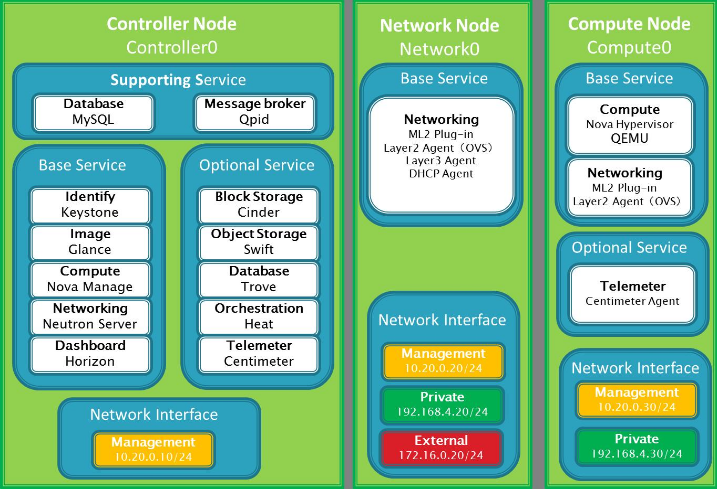 Controller Node
Controller0
Supporting Service
Database
MySQL
Message broker
Qpid
Base Service
Identify
Keystone
Image
Glance
Compute
Nova Manage
Networking
Neutron Server
Dashboard
Horizon
Optional Service
Block Storage
Cinder
Object Storage
Swift
Database
Trove
Orchestration
Heat
Telemeter
Centimeter
Network Interface
Management
10.20.0.10/24
Network Node
Network0
Base Service
Networking
ML2 Plug-in
Layer2 Agent（OVS）
Layer3 Agent
DHCP Agent
Network Interface
Management
10.20.0.20/24
Private
192.168.4.20/24
External
172.16.0.20/24
Compute Node
Compute0
Base Service
Compute
Nova Hypervisor
QEMU
Networking
ML2 Plug-in
Layer2 Agent（OVS）
Optional Service
Telemeter
Centimeter Agent
Network Interface
Management
10.20.0.30/24
Private
192.168.4.30/24